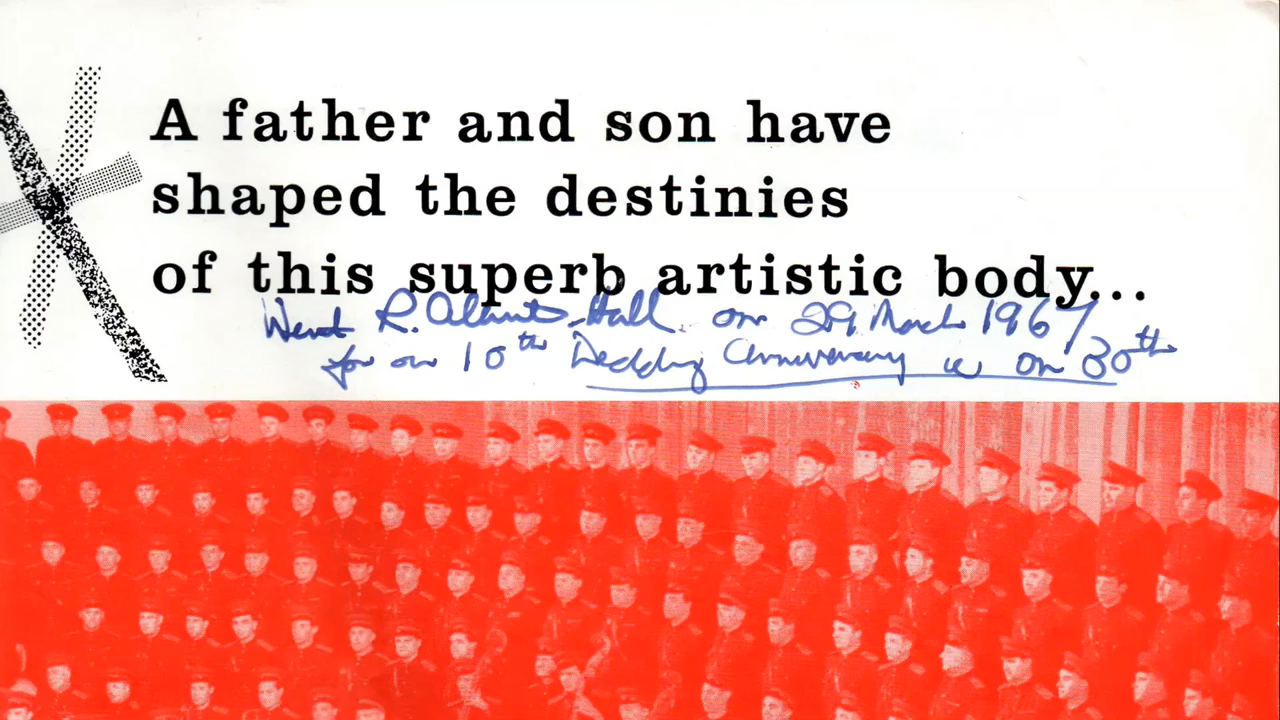 A father and son have
shaped the destinies
of this superb artistic body...
Went R. Albert-Hall. on 29 March 1967
for our 10th Wedding Anniversary on 30th